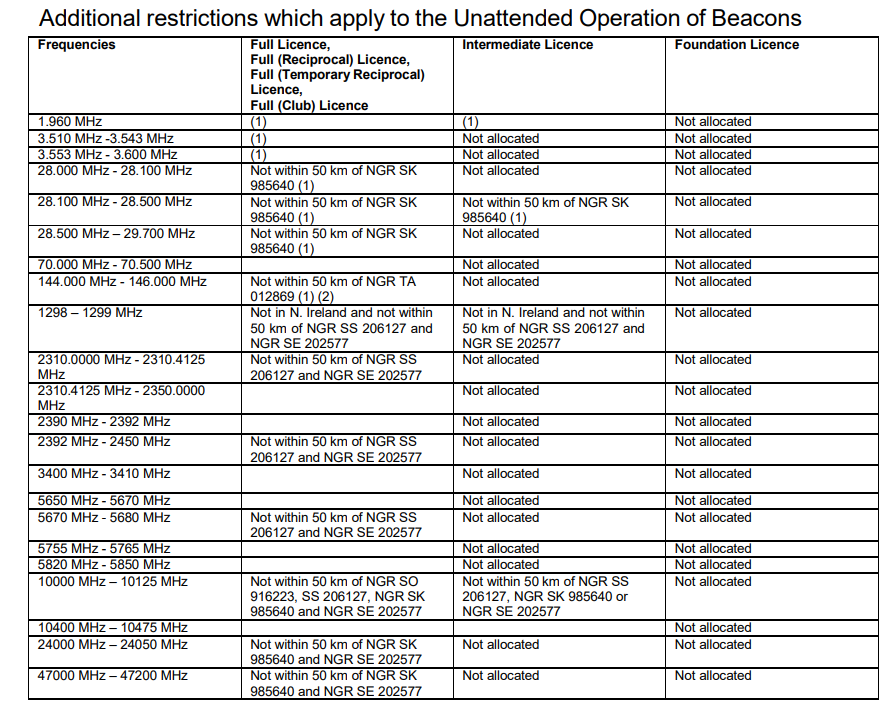 Additional restrictions which apply to the Unattended Operation of Beacons
Frequencies
Full Licence,
Full (Reciprocal) Licence,
Full (Temporary Reciprocal)
Licence,
Full (Club) Licence
Intermediate Licence
Foundation Licence
1.960 MHz
(1)
(1)
Not allocated
3.510 MHz -3.543 MHz
(1)
Not allocated
Not allocated
3.553 MHz - 3.600 MHz
(1)
Not allocated
Not allocated
28.000 MHz - 28.100 MHz
Not within 50 km of NGR SK
985640 (1)
Not allocated
Not allocated
28.100 MHz - 28.500 MHz
Not within 50 km of NGR SK
985640 (1)
Not within 50 km of NGR SK
985640 (1)
Not allocated
28.500 MHz – 29.700 MHz
Not within 50 km of NGR SK
985640 (1)
Not allocated
Not allocated
70.000 MHz - 70.500 MHz
Not allocated
Not allocated
144.000 MHz - 146.000 MHz
Not within 50 km of NGR TA
012869 (1) (2)
Not allocated
Not allocated
1298 – 1299 MHz
Not in N. Ireland and not within
50 km of NGR SS 206127 and
NGR SE 202577
Not in N. Ireland and not within
50 km of NGR SS 206127 and
NGR SE 202577
Not allocated
2310.0000 MHz - 2310.4125
MHz
Not within 50 km of NGR SS
206127 and NGR SE 202577
Not allocated
Not allocated
2310.4125 MHz - 2350.0000
MHz
Not allocated
Not allocated
2390 MHz - 2392 MHz
Not allocated
Not allocated
2392 MHz - 2450 MHz
Not within 50 km of NGR SS
206127 and NGR SE 202577
Not allocated
Not allocated
3400 MHz - 3410 MHz
Not allocated
Not allocated
5650 MHz - 5670 MHz
Not allocated
Not allocated
5670 MHz - 5680 MHz
Not within 50 km of NGR SS
206127 and NGR SE 202577
Not allocated
Not allocated
5755 MHz - 5765 MHz
Not allocated
Not allocated
5820 MHz - 5850 MHz
Not allocated
Not allocated
10000 MHz – 10125 MHz
Not within 50 km of NGR SO
916223, SS 206127, NGR SK
985640 and NGR SE 202577
Not within 50 km of NGR SS
206127, NGR SK 985640 or
NGR SE 202577
Not allocated
10400 MHz – 10475 MHz
Not allocated
24000 MHz – 24050 MHz
Not within 50 km of NGR SK
985640 and NGR SE 202577
Not allocated
Not allocated
47000 MHz – 47200 MHz
Not within 50 km of NGR SK
985640 and NGR SE 202577
Not allocated
Not allocated